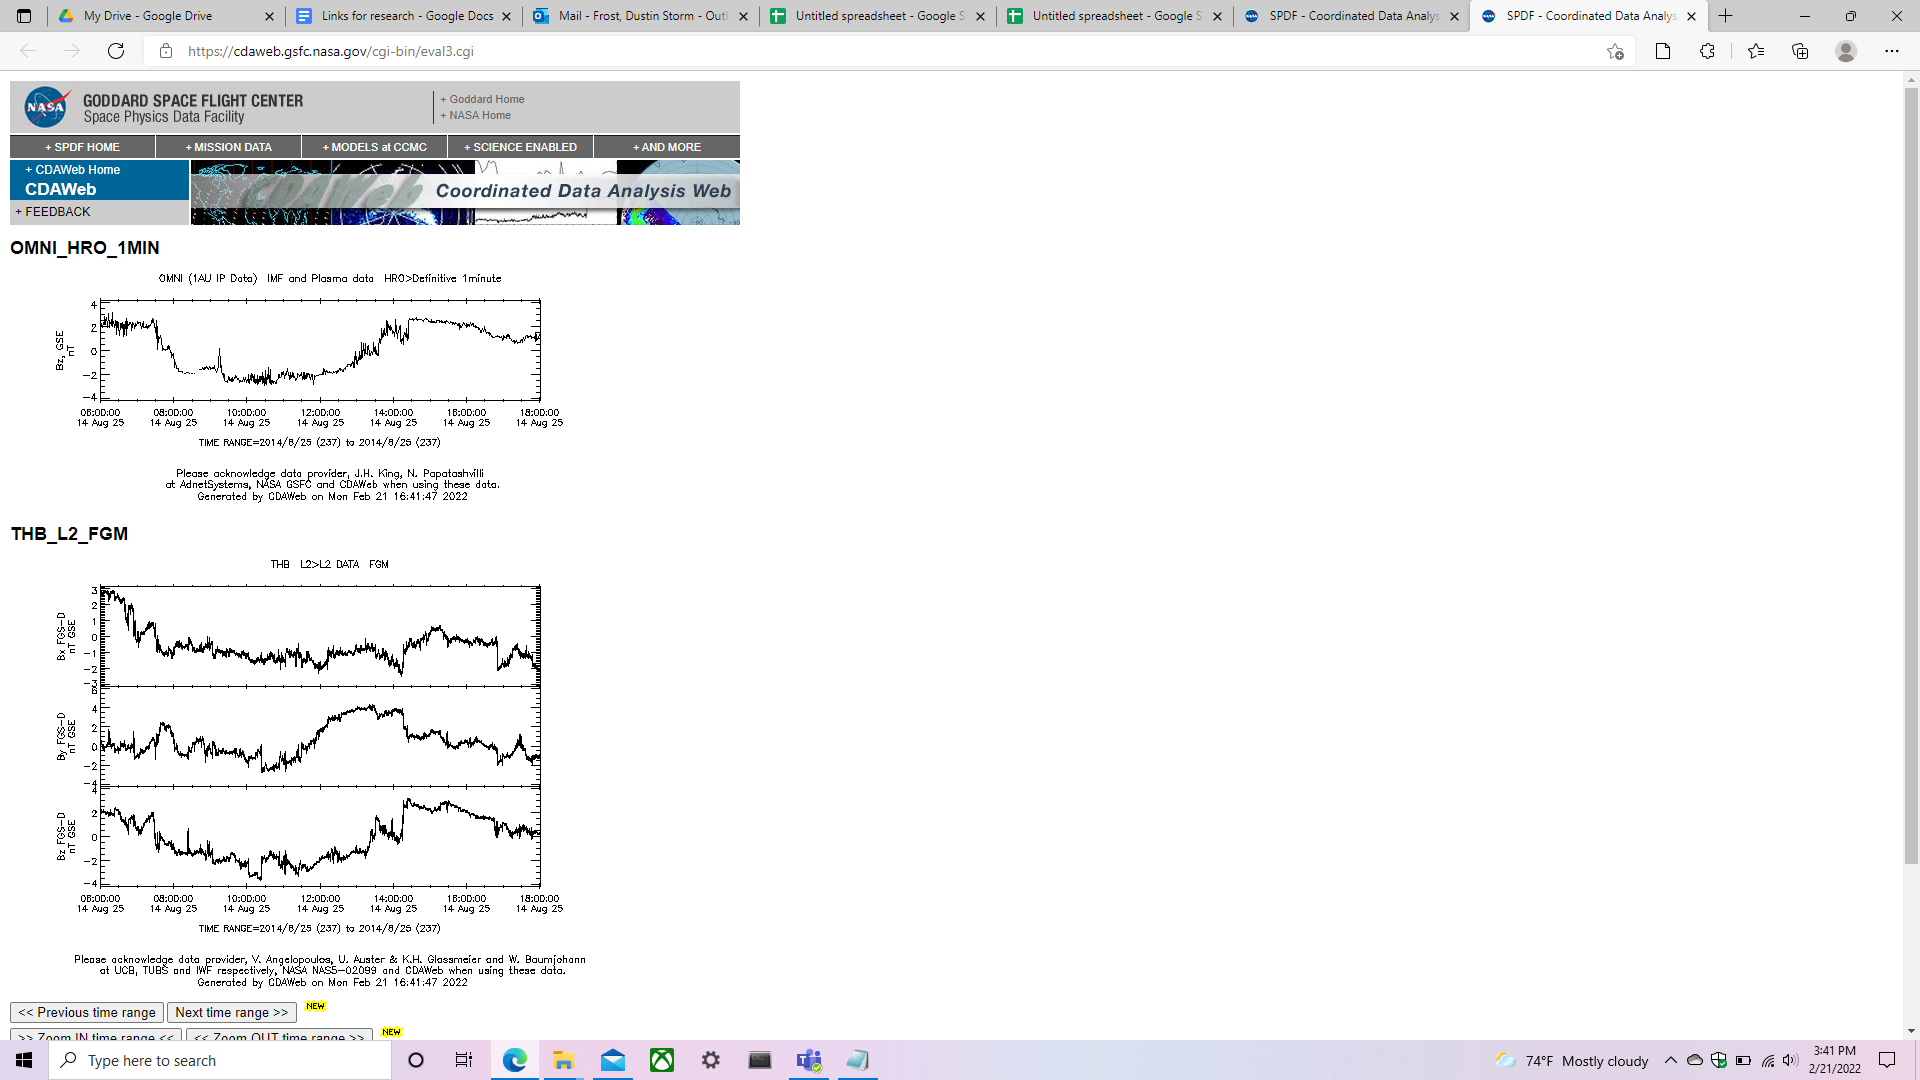 My Drive - Google Drive
Links for research - Google Docs
Mail - Frost, Dustin Storm - Outl
Untitled spreadsheet - Google S
Untitled spreadsheet - Google S
SPDF - Coordinated Data Analys
SPDF - Coordinated Data Analys
https://cdaweb.gsfc.nasa.gov/cgi-bin/eval3.cgi
NASA
GODDARD SPACE FLIGHT CENTER
Space Physics Data Facility
+ Goddard Home
+ NASA Home
+ SPDF HOME
+ MISSION DATA
+ MODELS at CCMC
+ SCIENCE ENABLED
+ AND MORE
+ CDAWeb Home
CDAWeb
+ FEEDBACK
Coordinated Data Analysis Web
OMNI_HRO_1MIN
OMNI (1AU IP Data) IMF and Plasma data HRO>Definitive 1minute
Bz, GSE
nT
4
2
0
-2
-4
06:00:00 08:00:00 10:00:00 12:00:00 14:00:00 16:00:00 18:00:00
14 Aug 25 14 Aug 25 14 Aug 25 14 Aug 25 14 Aug 25 14 Aug 25 14 Aug 25
TIME RANGE=2014/8/25 (237) to 2014/8/25 (237)
Please acknowledge data provider, J.H. King, N. Papatashvilli
at AdnetSystems, NASA GSFC and CDAWeb when using these data.
Generated by CDAWeb on Mon Feb 21 16:41:47 2022
THB_L2_FGM
THB L2>L2 DATA FGM
Bx FGS-D
nT GSE
3
2
1
0
-1
-2
-3
By FGS-D
nT GSE
6
4
2
0
-2
-4
Bz FGS-D
nT GSE
4
2
0
-2
-4
06:00:00 08:00:00 10:00:00 12:00:00 14:00:00 16:00:00 18:00:00
14 Aug 25 14 Aug 25 14 Aug 25 14 Aug 25 14 Aug 25 14 Aug 25 14 Aug 25
TIME RANGE=2014/8/25 (237) to 2014/8/25 (237)
Please acknowledge data provider, V. Angelopoulos, U. Auster & K.H. Glassmeier and W. Baumjohann
at UCB, TUBS and IWF respectively, NASA NAS5-02099 and CDAWeb when using these data.
Generated by CDAWeb on Mon Feb 21 16:41:47 2022
<< Previous time range
Next time range >>
NEW
>> Zoom IN time range <<
<< Zoom OUT time range >>
NEW
Type here to search
74°F Mostly cloudy
3:41 PM
2/21/2022